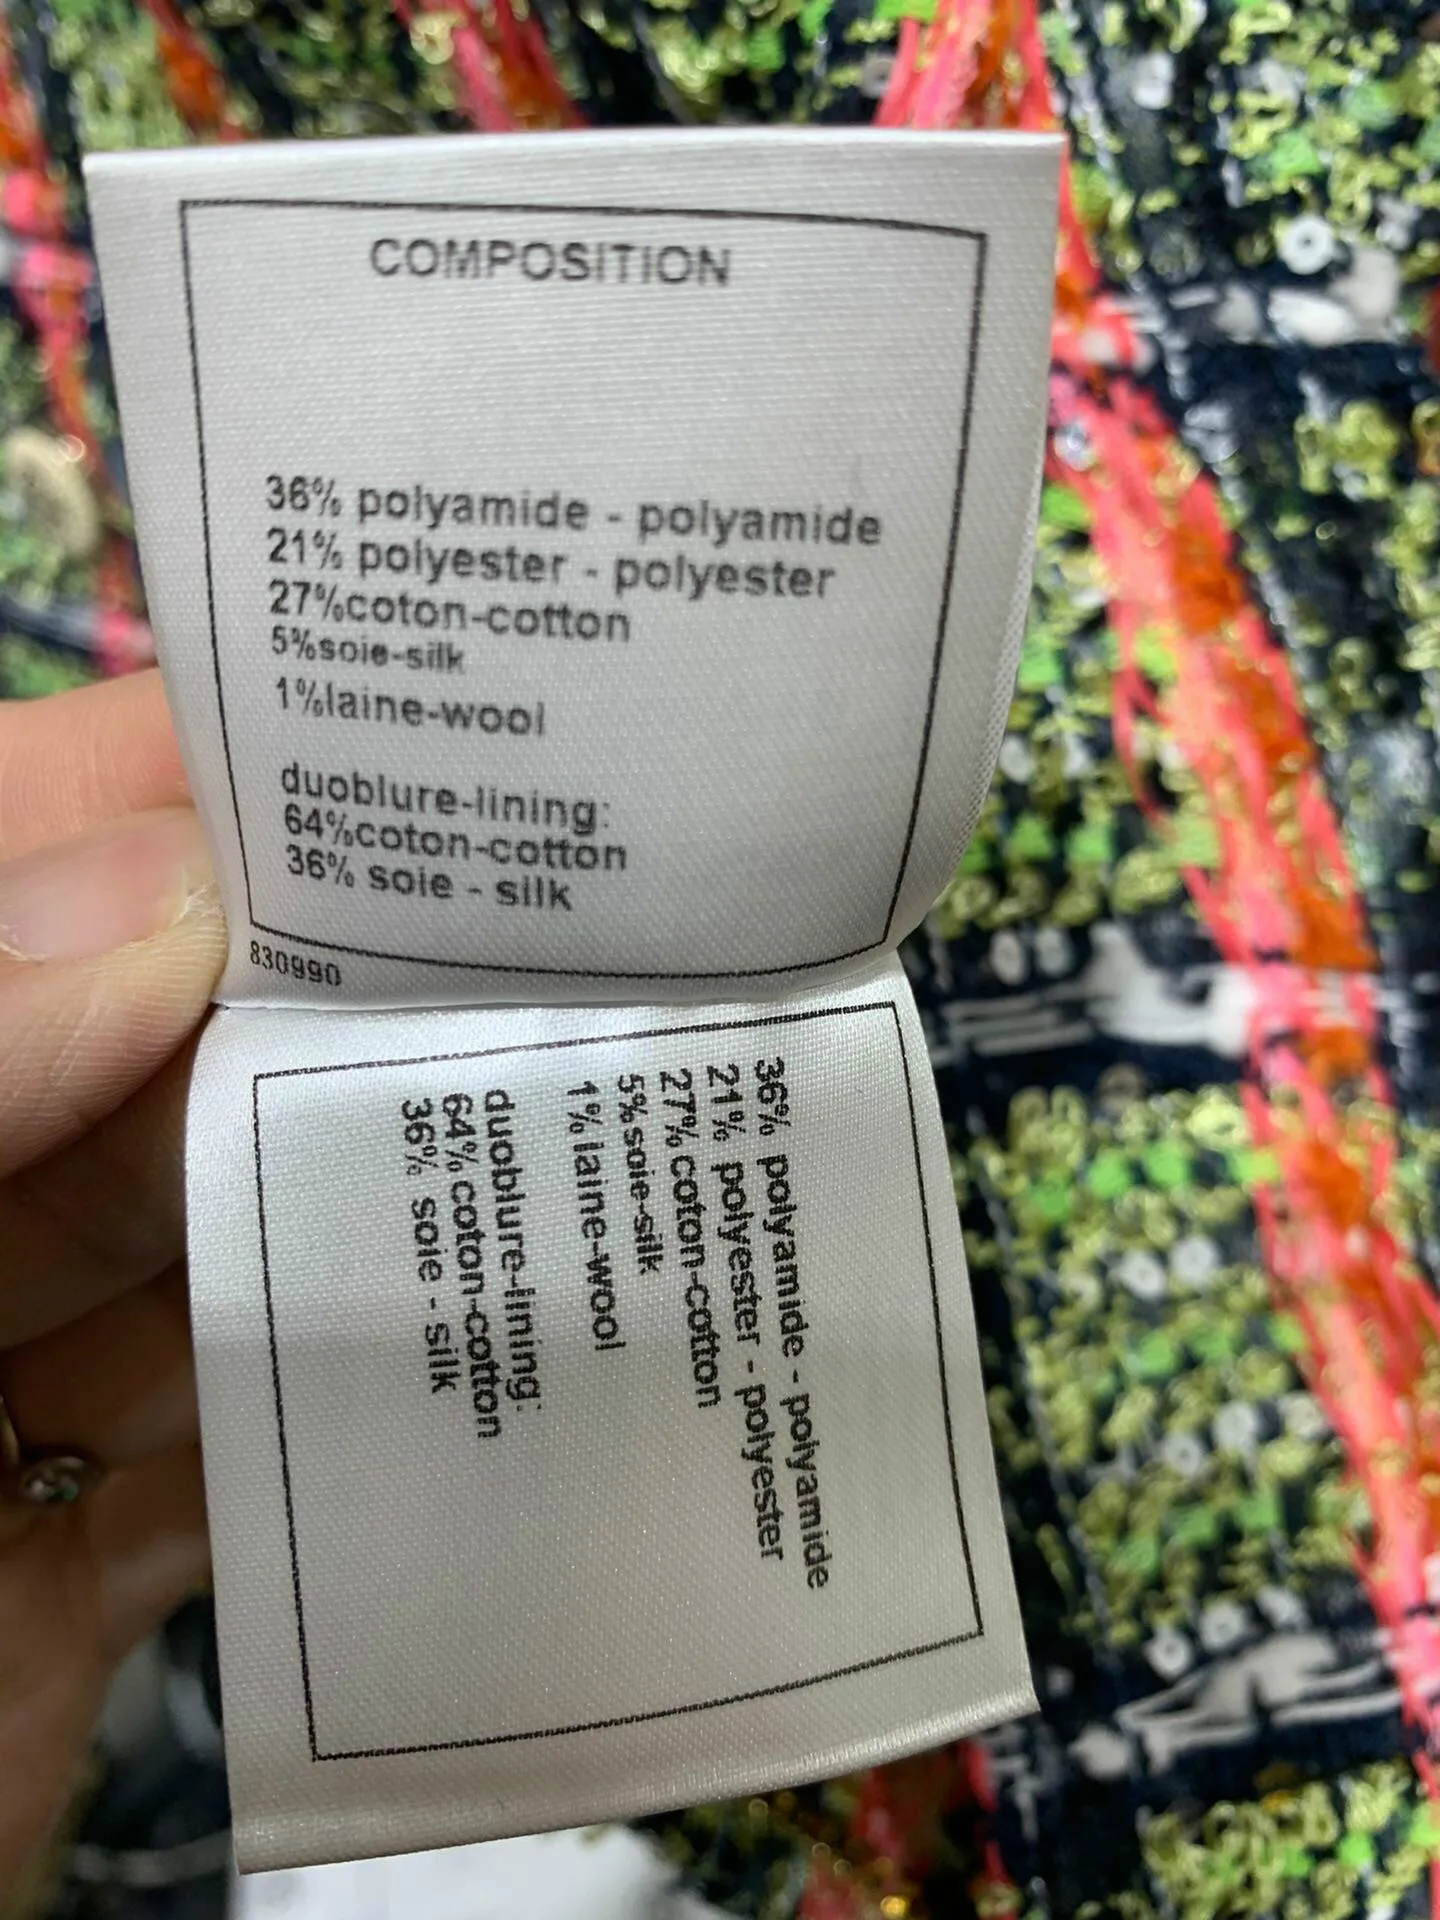 COMPOSITION
36% polyamide - polyamide
21% polyester - polyester
27%coton-cotton
5%soie-silk
1%laine-wool
duoblure-lining:
64%coton-cotton
36% soie - silk
830990
36% polyamide - polyamide
21% polyester - polyester
27% coton-cotton
5%soie-silk
1% laine-wool
duoblure-lining:
64% coton-cotton
36% soie - silk